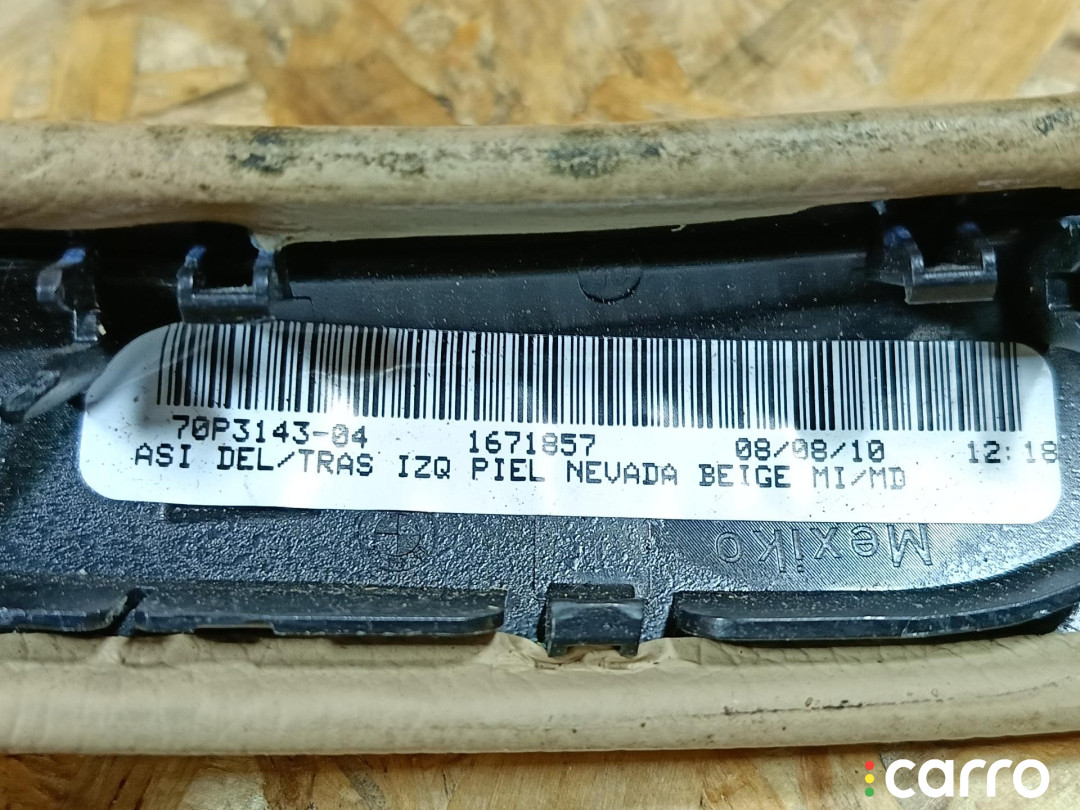 70P3143-04 1671857 08/08/10 12:18
ASI DEL/TRAS IZQ PIEL NEVADA BEIGE MI/MD
Mexiko
carro